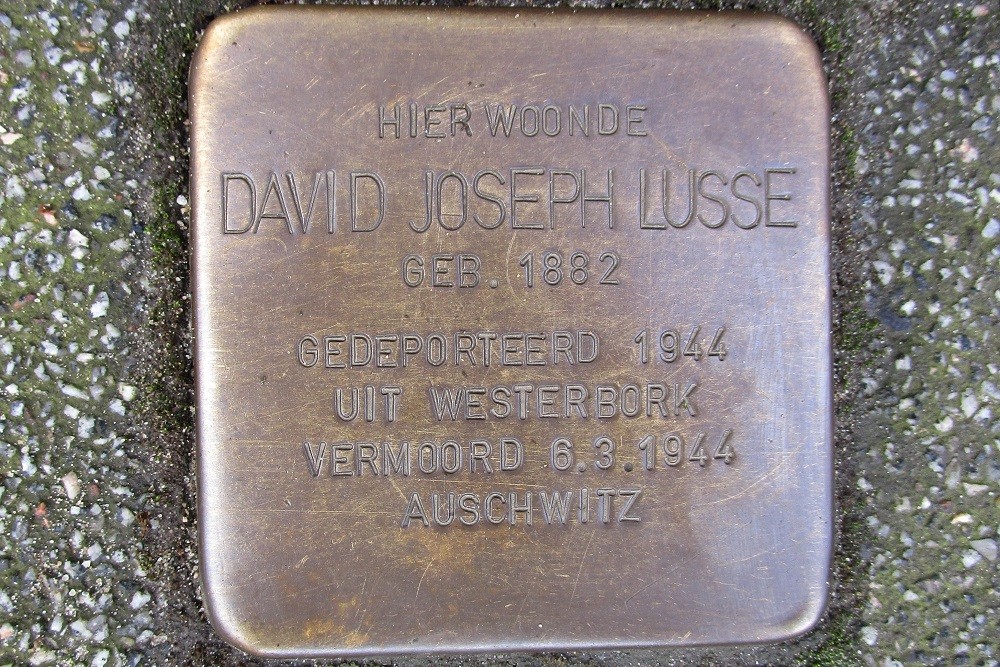 HIER WOONDE
DAVID JOSEPH LUSSE
GEB. 1882
GEDEPORTEERD 1944
UIT WESTERBORK
VERMOORD 6.3.1944
AUSCHWITZ